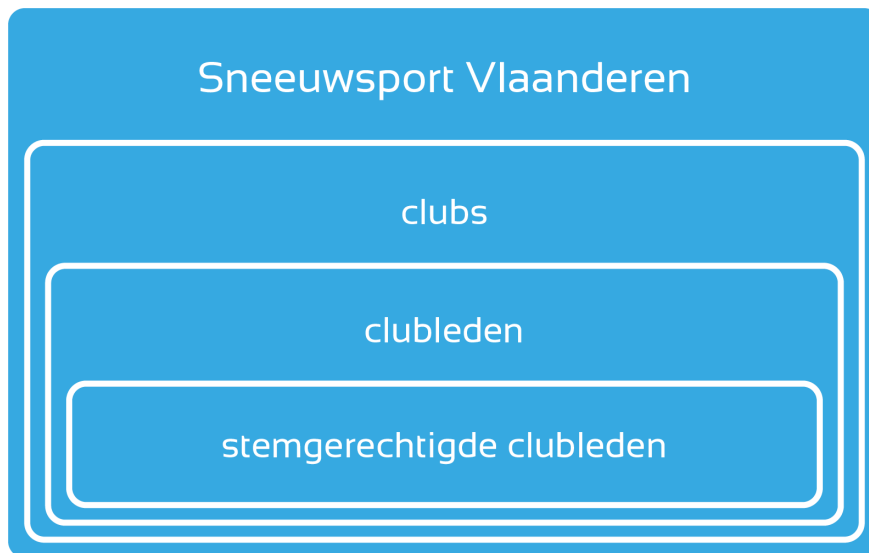 Sneeuwsport Vlaanderen
clubs
clubleden
stemgerechtigde clubleden